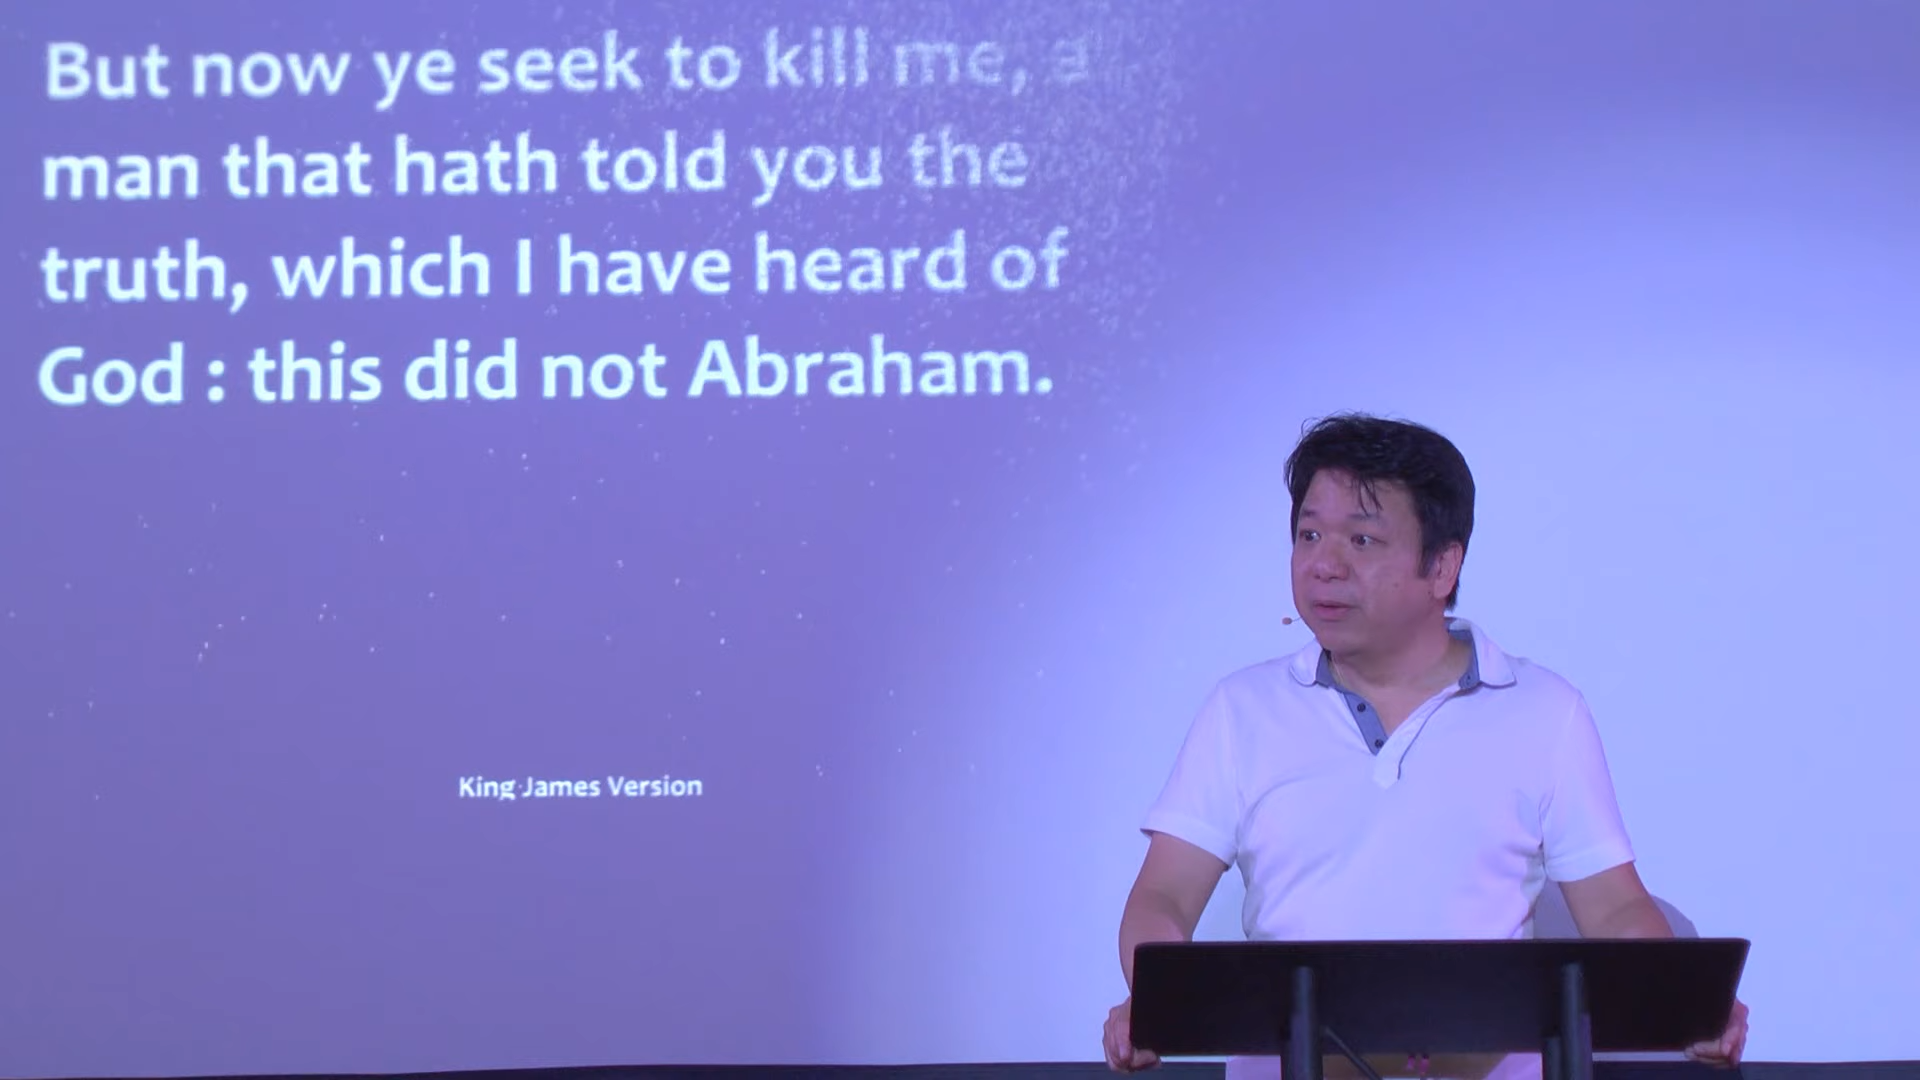 But now ye seek to kill me, a
man that hath told you the
truth, which I have heard of
God : this did not Abraham.
King James Version